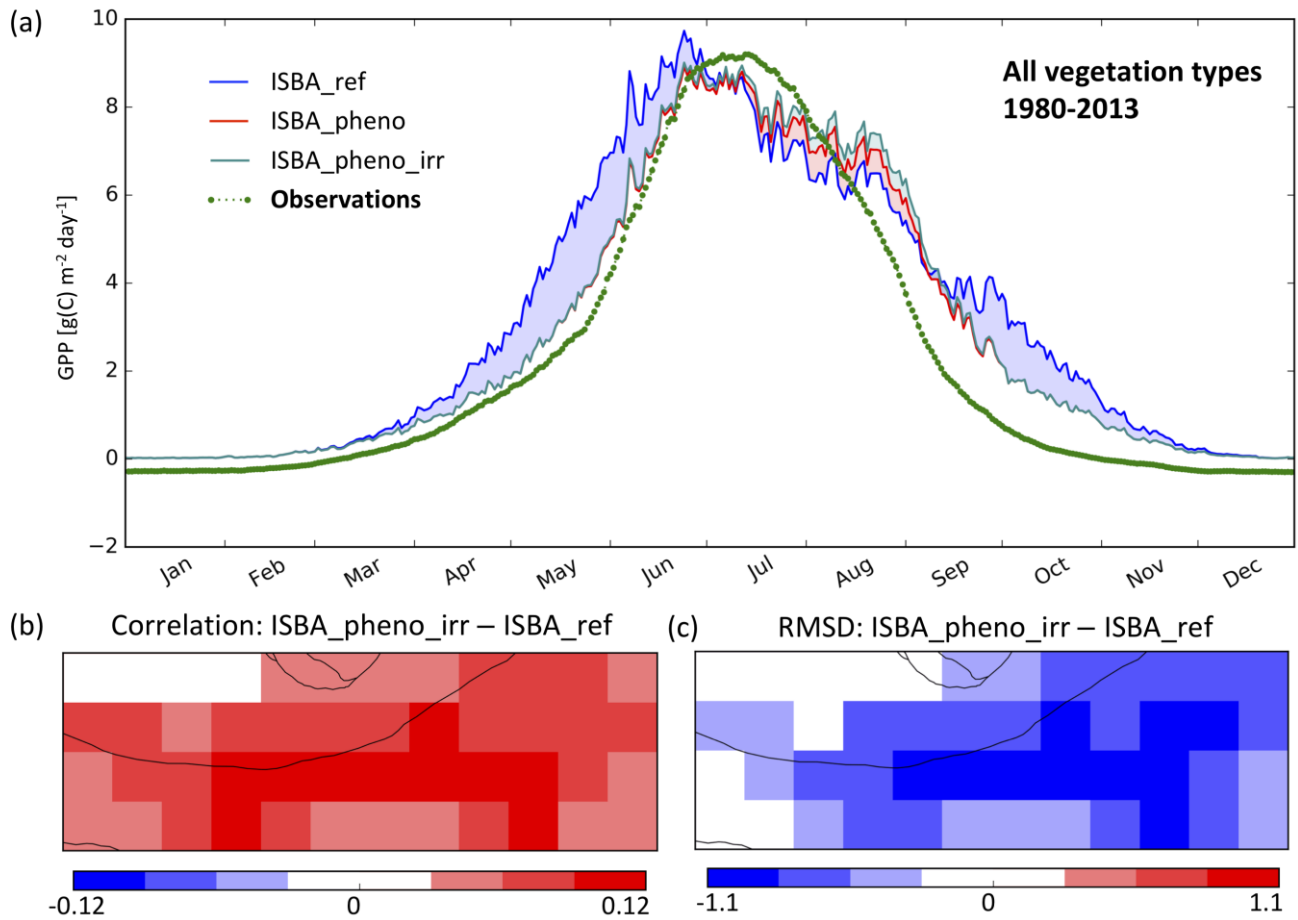 (a)
10
8
6
4
2
0
−2
GPP [g(C) m⁻² day⁻¹]
ISBA_ref
ISBA_pheno
ISBA_pheno_irr
Observations
All vegetation types
1980-2013
Jan Feb Mar Apr May Jun Jul Aug Sep Oct Nov Dec
(b) Correlation: ISBA_pheno_irr − ISBA_ref
-0.12 0 0.12
(c) RMSD: ISBA_pheno_irr − ISBA_ref
-1.1 0 1.1